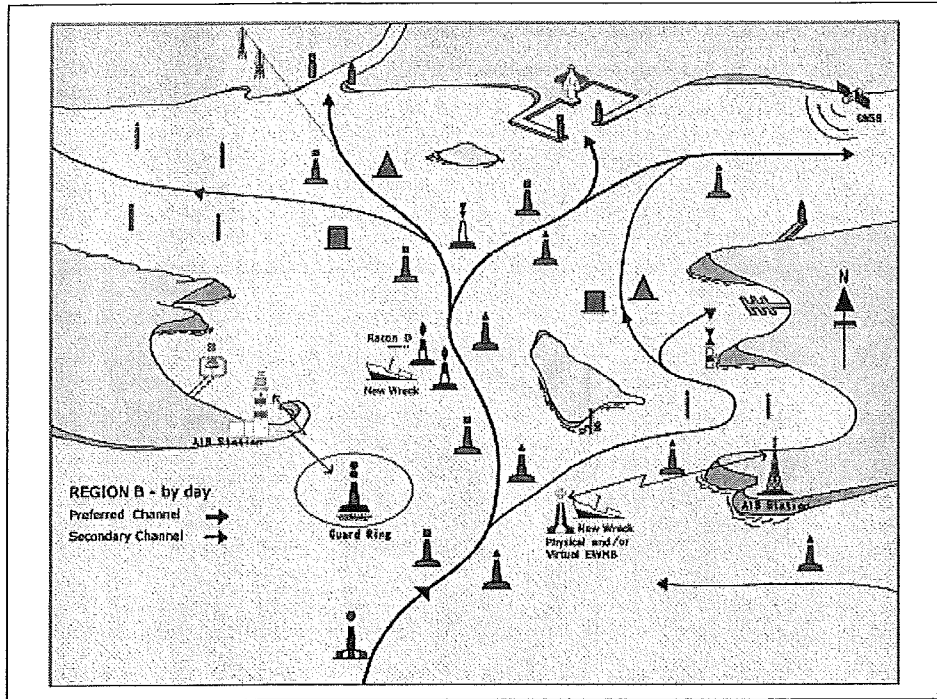 GNSS
N
Racon D
New Wreck
AIS Station
REGION B - by day
Preferred Channel
Secondary Channel
Guard Ring
New Wreck
Physical and/or
Virtual EWMB
AIS Station